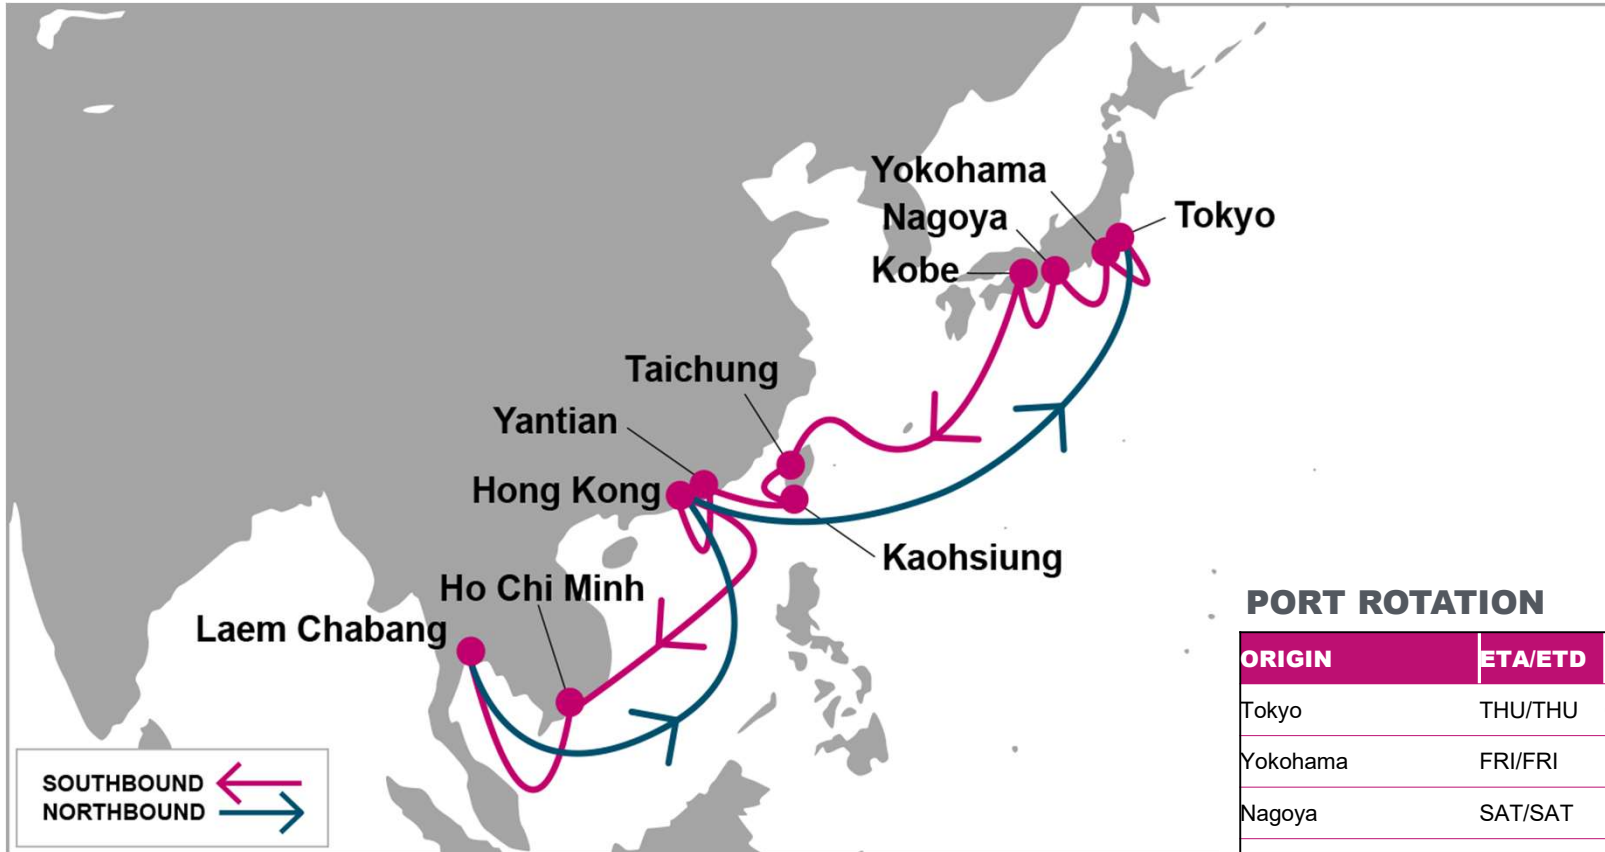 Yokohama
Nagoya
Tokyo
Kobe
Taichung
Yantian
Hong Kong
Kaohsiung
Ho Chi Minh
Laem Chabang
SOUTHBOUND
NORTHBOUND
PORT ROTATION
ORIGIN ETA/ETD
Tokyo THU/THU
Yokohama FRI/FRI
Nagoya SAT/SAT